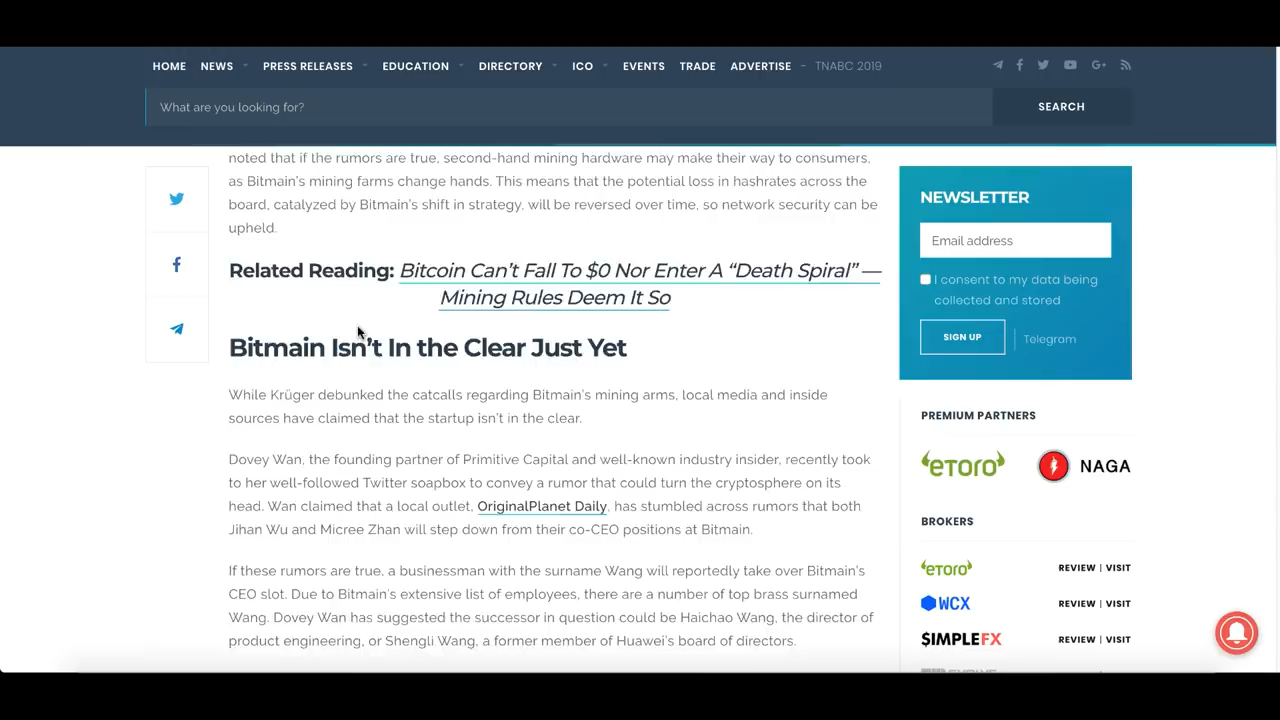 HOME NEWS PRESS RELEASES EDUCATION DIRECTORY ICO EVENTS TRADE ADVERTISE – TNABC 2019
What are you looking for?
SEARCH
noted that if the rumors are true, second-hand mining hardware may make their way to consumers,
as Bitmain's mining farms change hands. This means that the potential loss in hashrates across the
board, catalyzed by Bitmain's shift in strategy, will be reversed over time, so network security can be
upheld.
Related Reading: Bitcoin Can't Fall To $0 Nor Enter A “Death Spiral” —
Mining Rules Deem It So
Bitmain Isn't In the Clear Just Yet
While Krüger debunked the catcalls regarding Bitmain's mining arms, local media and inside
sources have claimed that the startup isn't in the clear.
Dovey Wan, the founding partner of Primitive Capital and well-known industry insider, recently took
to her well-followed Twitter soapbox to convey a rumor that could turn the cryptosphere on its
head. Wan claimed that a local outlet, OriginalPlanet Daily, has stumbled across rumors that both
Jihan Wu and Micree Zhan will step down from their co-CEO positions at Bitmain.
If these rumors are true, a businessman with the surname Wang will reportedly take over Bitmain's
CEO slot. Due to Bitmain's extensive list of employees, there are a number of top brass surnamed
Wang. Dovey Wan has suggested the successor in question could be Haichao Wang, the director of
product engineering, or Shengli Wang, a former member of Huawei's board of directors.
NEWSLETTER
Email address
I consent to my data being
collected and stored
SIGN UP
Telegram
PREMIUM PARTNERS
eToro
NAGA
BROKERS
eToro REVIEW | VISIT
WCX REVIEW | VISIT
$IMPLEFX REVIEW | VISIT